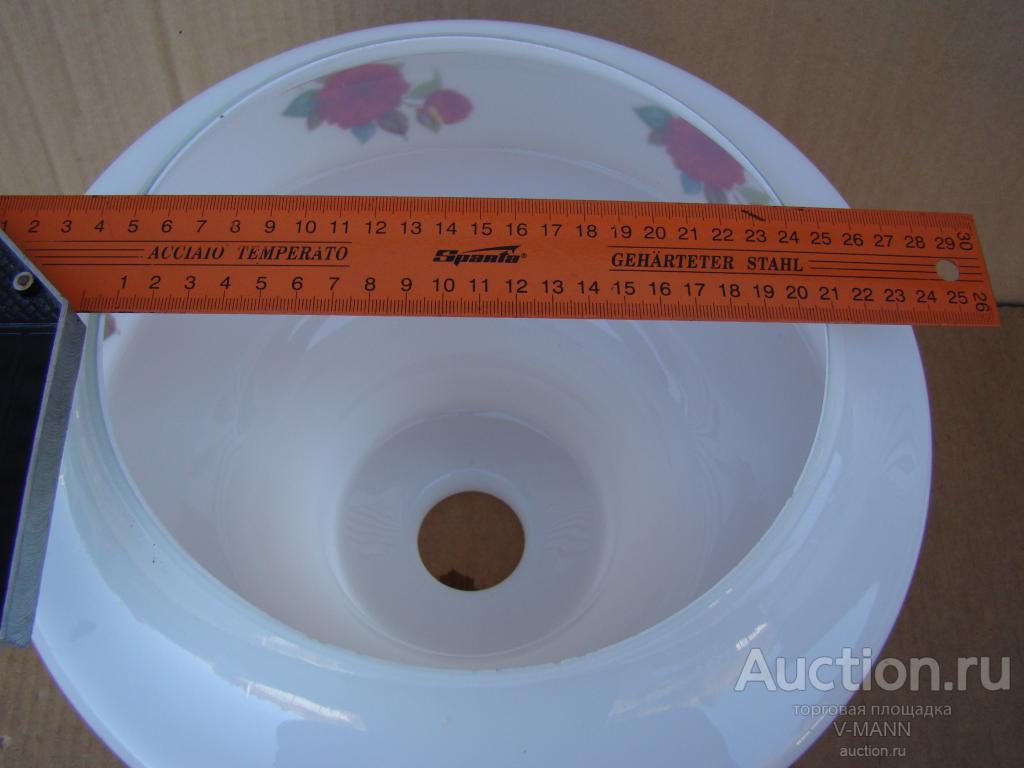 1 2 3 4 5 6 7 8 9 10 11 12 13 14 15 16 17 18 19 20 21 22 23 24 25 26 27 28 29 30
ACCIAIO TEMPERATO Sparta® GEHÄRTETER STAHL
1 2 3 4 5 6 7 8 9 10 11 12 13 14 15 16 17 18 19 20 21 22 23 24 25 26
Auction.ru
торговая площадка
V-MANN
auction.ru